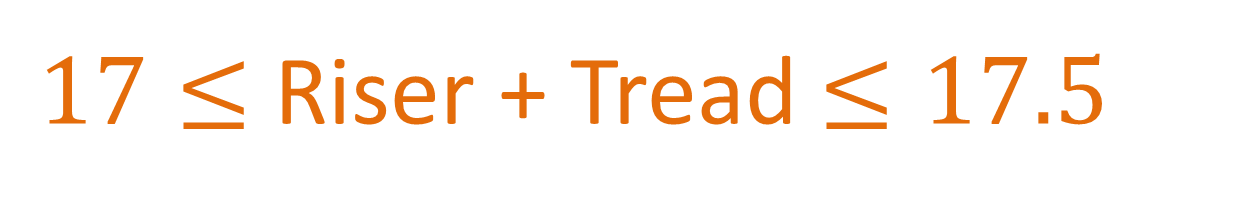 17 ≤ Riser + Tread ≤ 17.5